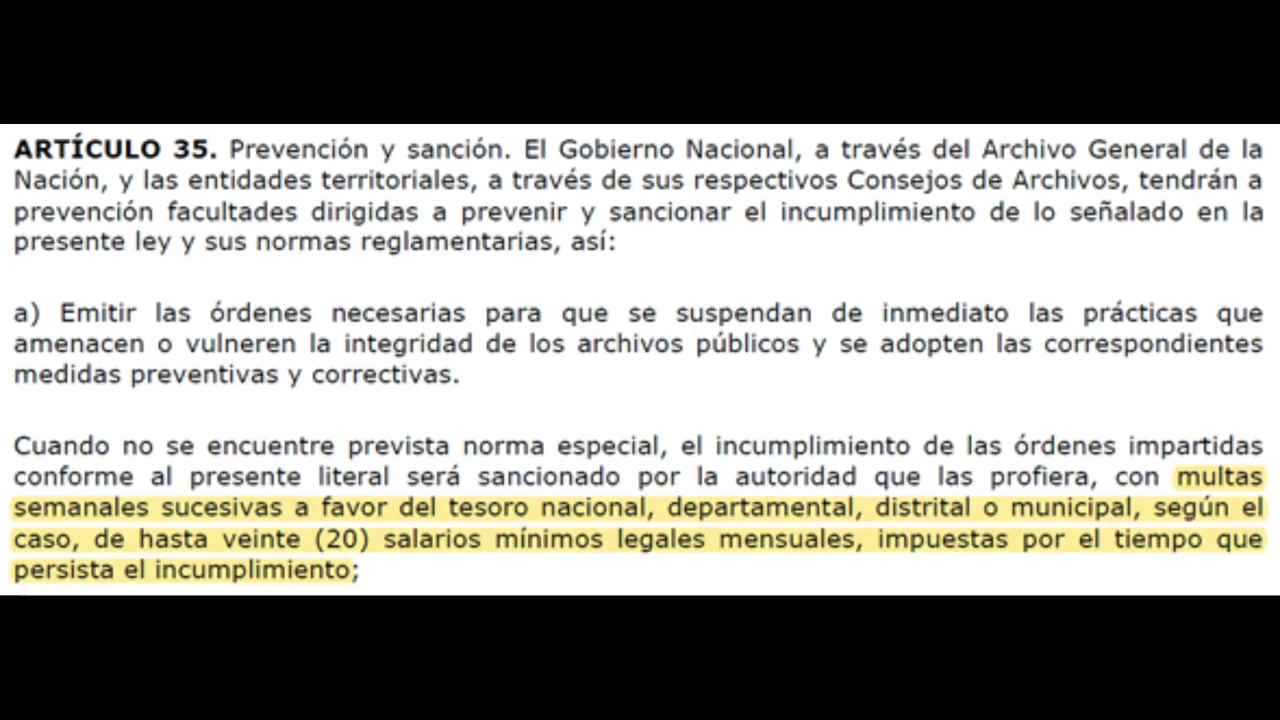 ARTÍCULO 35. Prevención y sanción. El Gobierno Nacional, a través del Archivo General de la
Nación, y las entidades territoriales, a través de sus respectivos Consejos de Archivos, tendrán a
prevención facultades dirigidas a prevenir y sancionar el incumplimiento de lo señalado en la
presente ley y sus normas reglamentarias, así:
a) Emitir las órdenes necesarias para que se suspendan de inmediato las prácticas que
amenacen o vulneren la integridad de los archivos públicos y se adopten las correspondientes
medidas preventivas y correctivas.
Cuando no se encuentre prevista norma especial, el incumplimiento de las órdenes impartidas
conforme al presente literal será sancionado por la autoridad que las profiera, con multas
semanales sucesivas a favor del tesoro nacional, departamental, distrital o municipal, según el
caso, de hasta veinte (20) salarios mínimos legales mensuales, impuestas por el tiempo que
persista el incumplimiento;